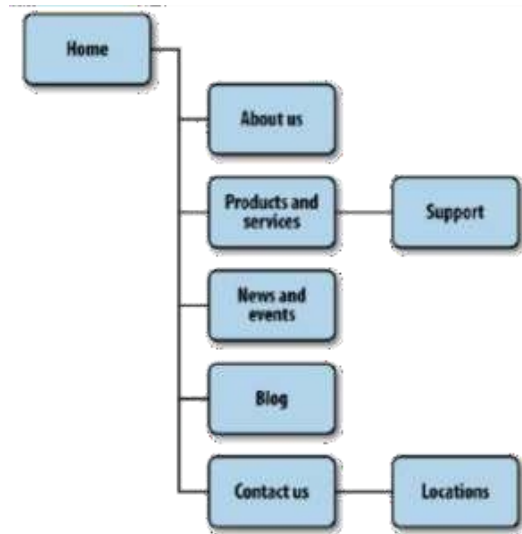 Home
About us
Products and
services
Support
News and
events
Blog
Contact us
Locations